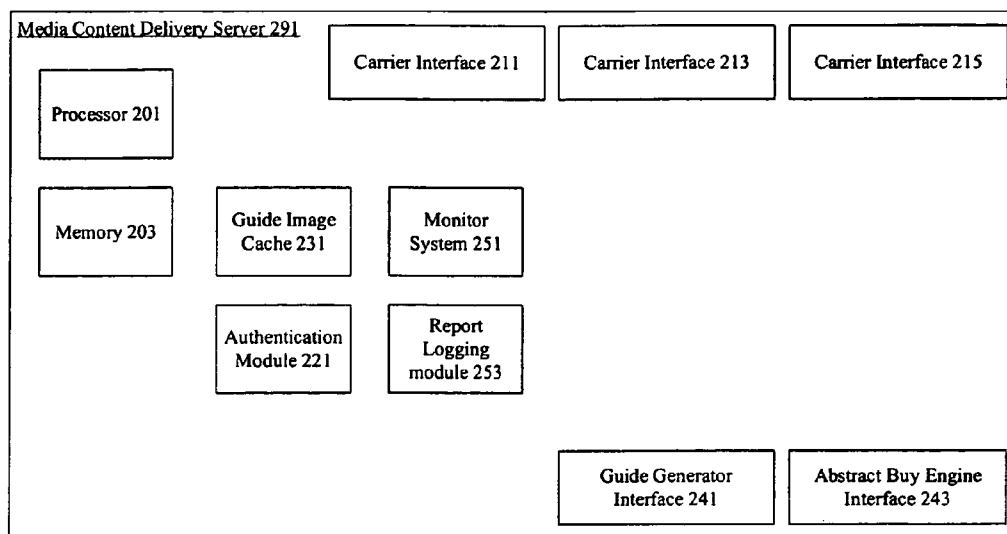 Media Content Delivery Server 291
Carrier Interface 211
Carrier Interface 213
Carrier Interface 215
Processor 201
Memory 203
Guide Image
Cache 231
Monitor
System 251
Authentication
Module 221
Report
Logging
module 253
Guide Generator
Interface 241
Abstract Buy Engine
Interface 243